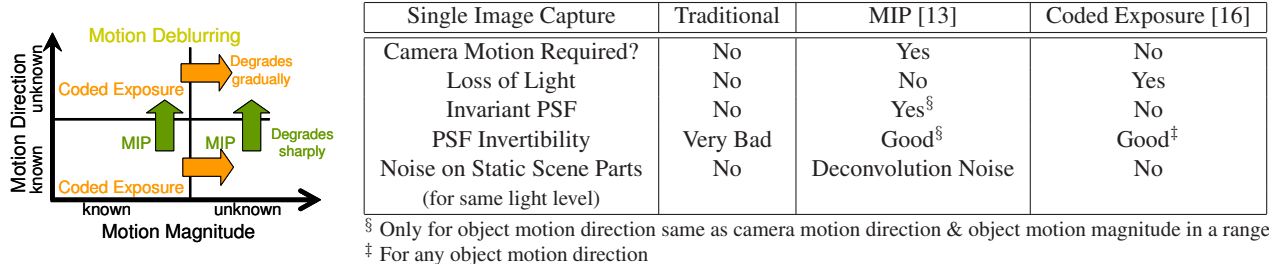 Motion Deblurring
Motion Direction
unknown
known
Coded Exposure
Degrades
gradually
MIP
MIP
Degrades
sharply
Coded Exposure
known
unknown
Motion Magnitude
Single Image Capture Traditional MIP [13] Coded Exposure [16]
Camera Motion Required? No Yes No
Loss of Light No No Yes
Invariant PSF No Yes§ No
PSF Invertibility Very Bad Good§ Good‡
Noise on Static Scene Parts No Deconvolution Noise No
(for same light level)
§ Only for object motion direction same as camera motion direction & object motion magnitude in a range
‡ For any object motion direction